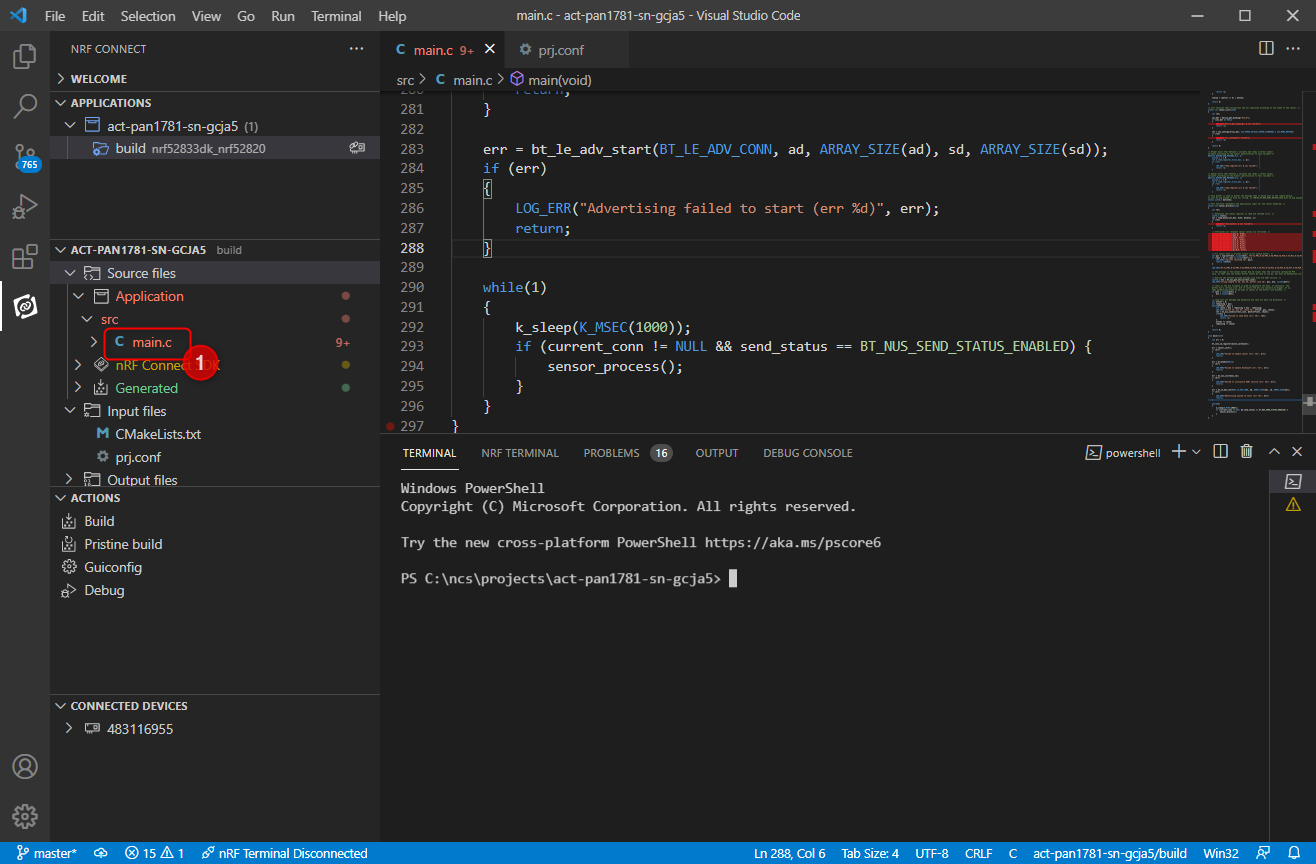 File Edit Selection View Go Run Terminal Help
main.c - act-pan1781-sn-gcja5 - Visual Studio Code
NRF CONNECT
WELCOME
APPLICATIONS
act-pan1781-sn-gcja5 (1)
build nrf52833dk_nrf52820
765
ACT-PAN1781-SN-GCJA5 build
Source files
Application
src
C main.c 9+
1
nRF Connect
Generated
Input files
M CMakeLists.txt
prj.conf
Output files
ACTIONS
Build
Pristine build
Guiconfig
Debug
CONNECTED DEVICES
483116955
C main.c 9+
prj.conf
src > C main.c > main(void)
return;
281 }
282
283 err = bt_le_adv_start(BT_LE_ADV_CONN, ad, ARRAY_SIZE(ad), sd, ARRAY_SIZE(sd));
284 if (err)
285 {
286 LOG_ERR("Advertising failed to start (err %d)", err);
287 return;
288 }
289
290 while(1)
291 {
292 k_sleep(K_MSEC(1000));
293 if (current_conn != NULL && send_status == BT_NUS_SEND_STATUS_ENABLED) {
294 sensor_process();
295 }
296 }
297 }
TERMINAL NRF TERMINAL PROBLEMS 16 OUTPUT DEBUG CONSOLE
powershell
Windows PowerShell
Copyright (C) Microsoft Corporation. All rights reserved.
Try the new cross-platform PowerShell https://aka.ms/pscore6
PS C:\ncs\projects\act-pan1781-sn-gcja5>
master* 15 1 nRF Terminal Disconnected
Ln 288, Col 6 Tab Size: 4 UTF-8 CRLF C act-pan1781-sn-gcja5/build Win32